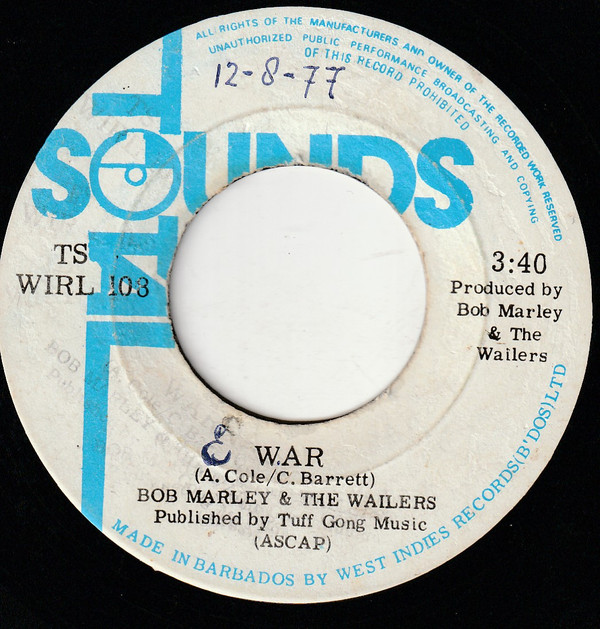 ALL RIGHTS OF THE MANUFACTURERS AND OWNER OF THE RECORDED WORK RESERVED
UNAUTHORIZED PUBLIC PERFORMANCE BROADCASTING AND COPYING
OF THIS RECORD PROHIBITED
12-8-77
SOUNDS
TS
WIRL 108
3:40
Produced by
Bob Marley
& The
Wailers
WAR
(A. Cole/C. Barrett)
BOB MARLEY & THE WAILERS
Published by Tuff Gong Music
(ASCAP)
MADE IN BARBADOS BY WEST INDIES RECORDS(B'DOS)LTD